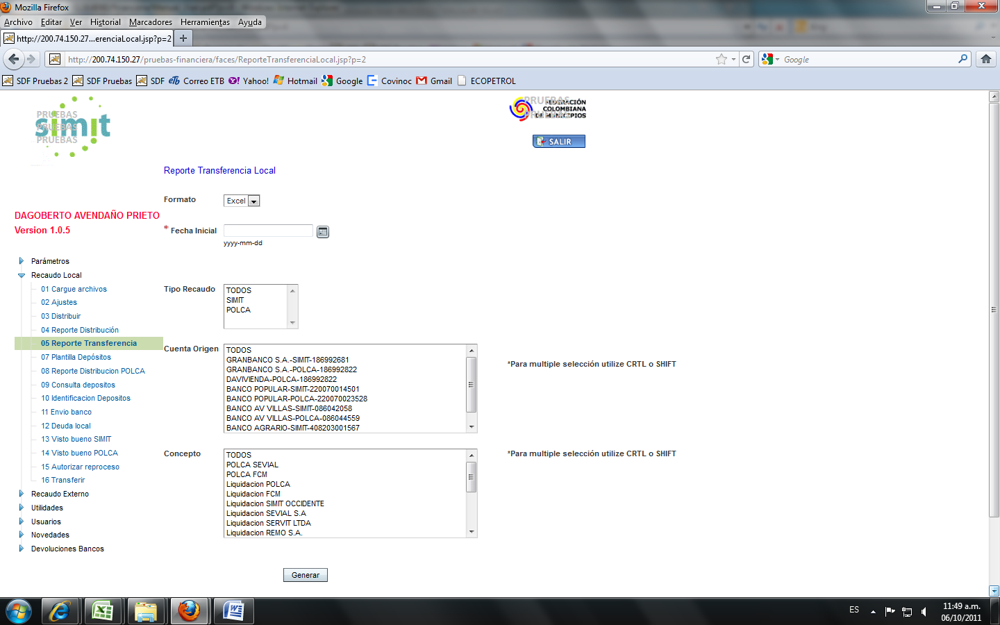 Mozilla Firefox
Archivo Editar Ver Historial Marcadores Herramientas Ayuda
http://200.74.150.27...erenciaLocal.jsp?p=2
http://200.74.150.27/pruebas-financiera/faces/ReporteTransferenciaLocal.jsp?p=2
Google
SDF Pruebas 2 SDF Pruebas SDF Correo ETB Yahoo! Hotmail Google Covinoc Gmail ECOPETROL
PRUEBAS
simit
PRUEBAS
PRUEBAS
PRUEBAS
FEDERACIÓN
COLOMBIANA
DE MUNICIPIOS
PRUEBAS
SALIR
Reporte Transferencia Local
Formato Excel
DAGOBERTO AVENDAÑO PRIETO
Version 1.0.5
* Fecha Inicial
yyyy-mm-dd
Parámetros
Recaudo Local
01 Cargue archivos
02 Ajustes
03 Distribuir
04 Reporte Distribución
05 Reporte Transferencia
07 Plantilla Depósitos
08 Reporte Distribucion POLCA
09 Consulta depositos
10 Identificacion Depositos
11 Envio banco
12 Deuda local
13 Visto bueno SIMIT
14 Visto bueno POLCA
15 Autorizar reproceso
16 Transferir
Recaudo Externo
Utilidades
Usuarios
Novedades
Devoluciones Bancos
Tipo Recaudo
TODOS
SIMIT
POLCA
Cuenta Origen
TODOS
GRANBANCO S.A.-SIMIT-186992681
GRANBANCO S.A.-POLCA-186992822
DAVIVIENDA-POLCA-186992822
BANCO POPULAR-SIMIT-220070014501
BANCO POPULAR-POLCA-220070023528
BANCO AV VILLAS-SIMIT-086042058
BANCO AV VILLAS-POLCA-086044559
BANCO AGRARIO-SIMIT-408203001567
*Para multiple selección utilize CRTL o SHIFT
Concepto
TODOS
POLCA SEVIAL
POLCA FCM
Liquidacion POLCA
Liquidacion FCM
Liquidacion SIMIT OCCIDENTE
Liquidacion SEVIAL S.A
Liquidacion SERVIT LTDA
Liquidacion REMO S.A.
*Para multiple selección utilize CRTL o SHIFT
Generar
ES
11:49 a.m.
06/10/2011